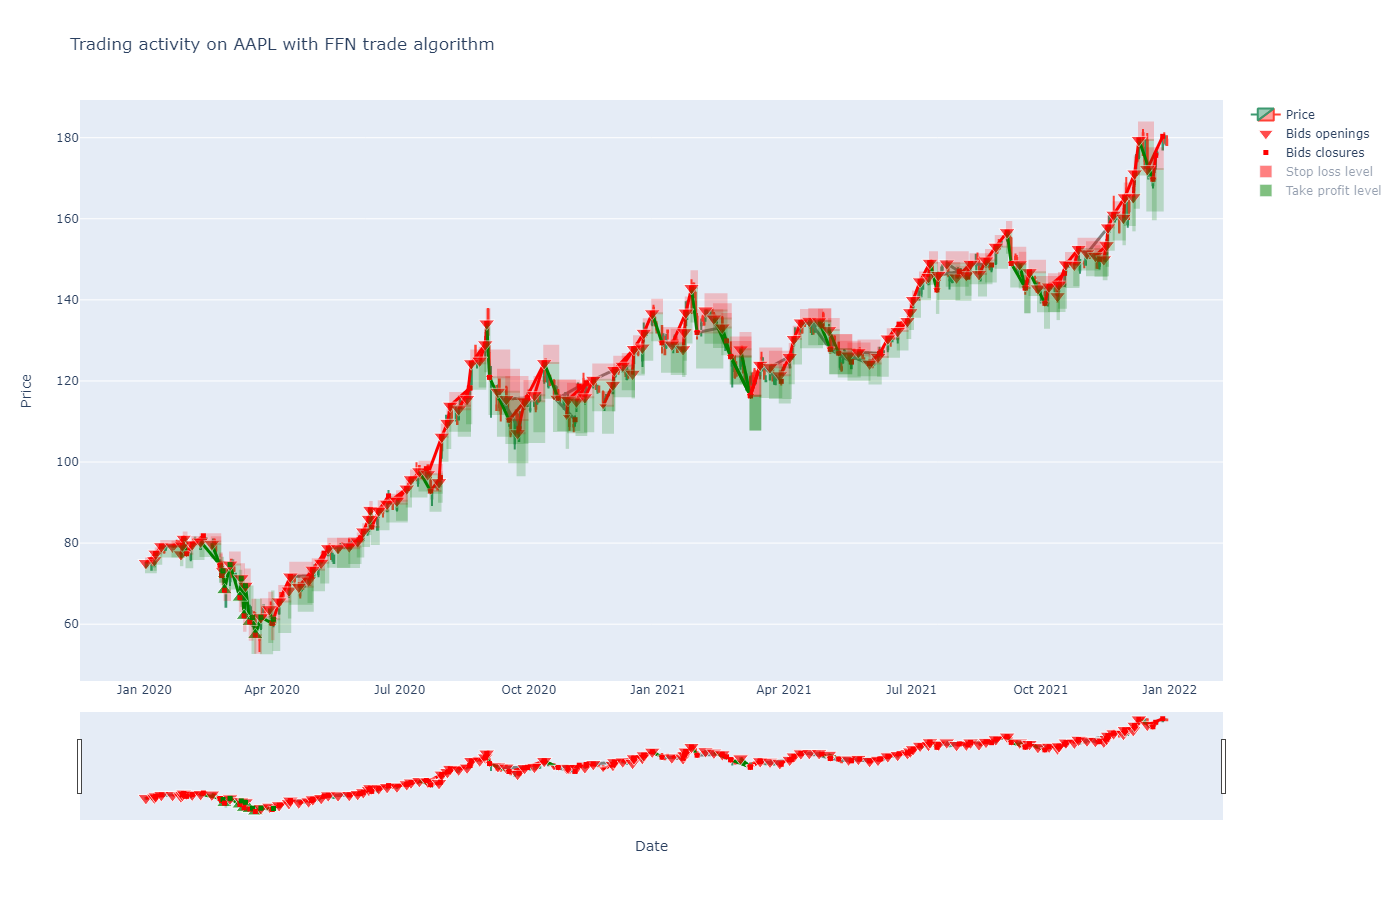 Trading activity on AAPL with FFN trade algorithm
Price
Bids openings
Bids closures
Stop loss level
Take profit level
180
160
140
120
100
80
60
Price
Jan 2020
Apr 2020
Jul 2020
Oct 2020
Jan 2021
Apr 2021
Jul 2021
Oct 2021
Jan 2022
Date